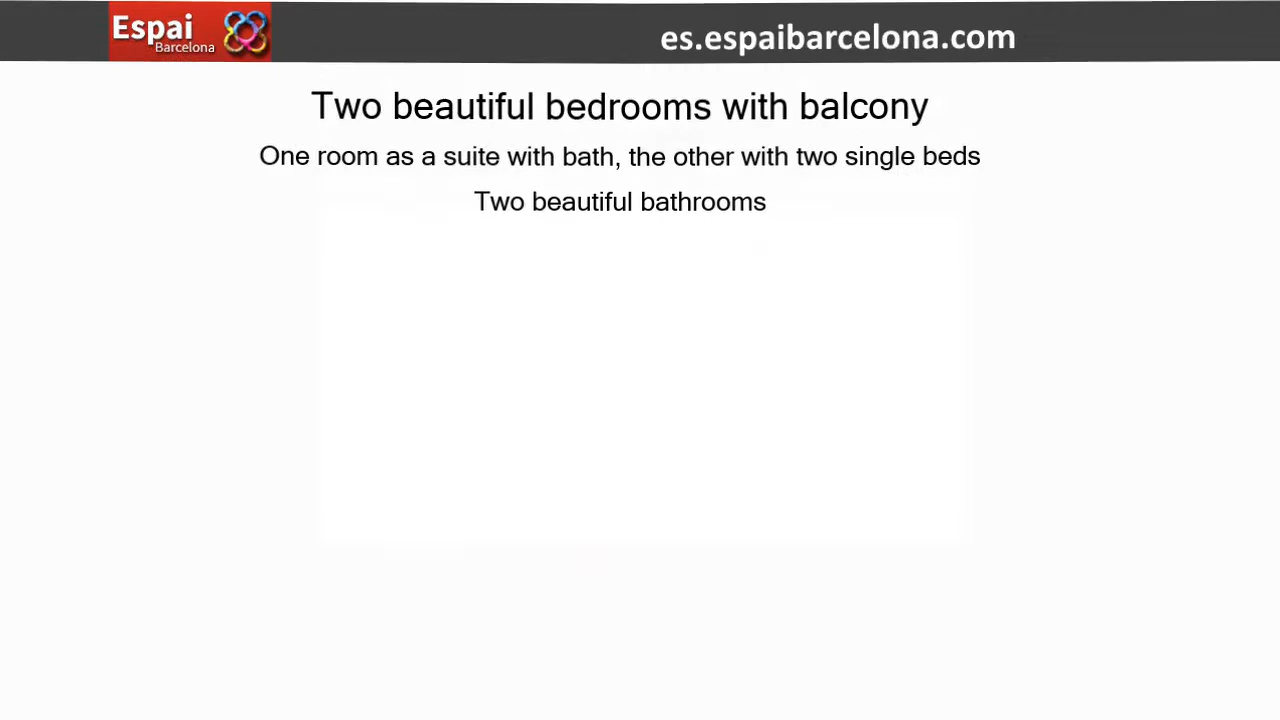 Espai
Barcelona
es.espaibarcelona.com
Two beautiful bedrooms with balcony
One room as a suite with bath, the other with two single beds
Two beautiful bathrooms